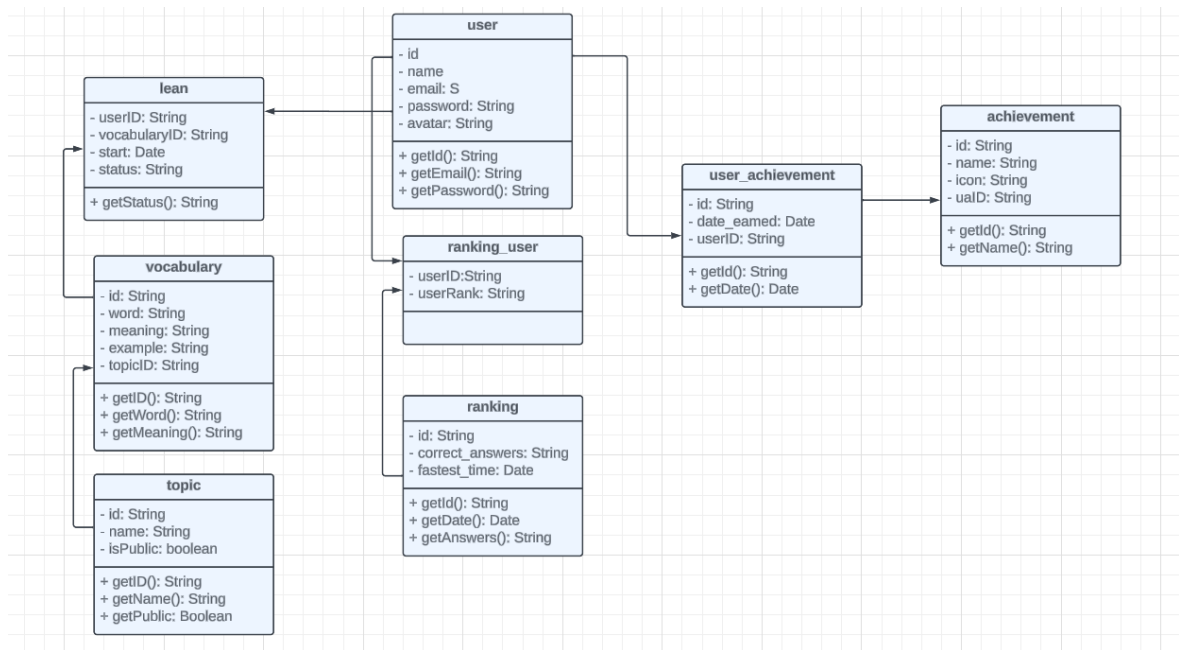 user
- id
- name
- email: S
- password: String
- avatar: String
+ getId(): String
+ getEmail(): String
+ getPassword(): String
lean
- userID: String
- vocabularyID: String
- start: Date
- status: String
+ getStatus(): String
achievement
- id: String
- name: String
- icon: String
- uaID: String
+ getId(): String
+ getName(): String
user_achievement
- id: String
- date_eamed: Date
- userID: String
+ getId(): String
+ getDate(): Date
ranking_user
- userID:String
- userRank: String
vocabulary
- id: String
- word: String
- meaning: String
- example: String
- topicID: String
+ getID(): String
+ getWord(): String
+ getMeaning(): String
ranking
- id: String
- correct_answers: String
- fastest_time: Date
+ getId(): String
+ getDate(): Date
+ getAnswers(): String
topic
- id: String
- name: String
- isPublic: boolean
+ getID(): String
+ getName(): String
+ getPublic: Boolean